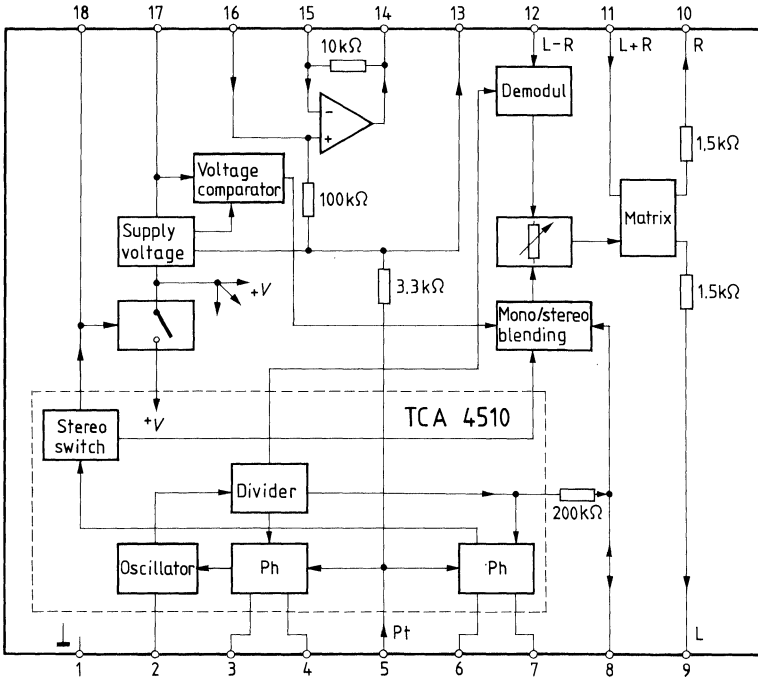 18 17 16 15 14 13 12 11 10
10kΩ
L−R
L+R
R
Demodul
−
+
1,5kΩ
Voltage
comparator
100kΩ
Matrix
Supply
voltage
+V
3,3kΩ
1,5kΩ
Mono/stereo
blending
+V
TCA 4510
Stereo
switch
Divider
200kΩ
Oscillator
Ph
Ph
Pt
L
1 2 3 4 5 6 7 8 9